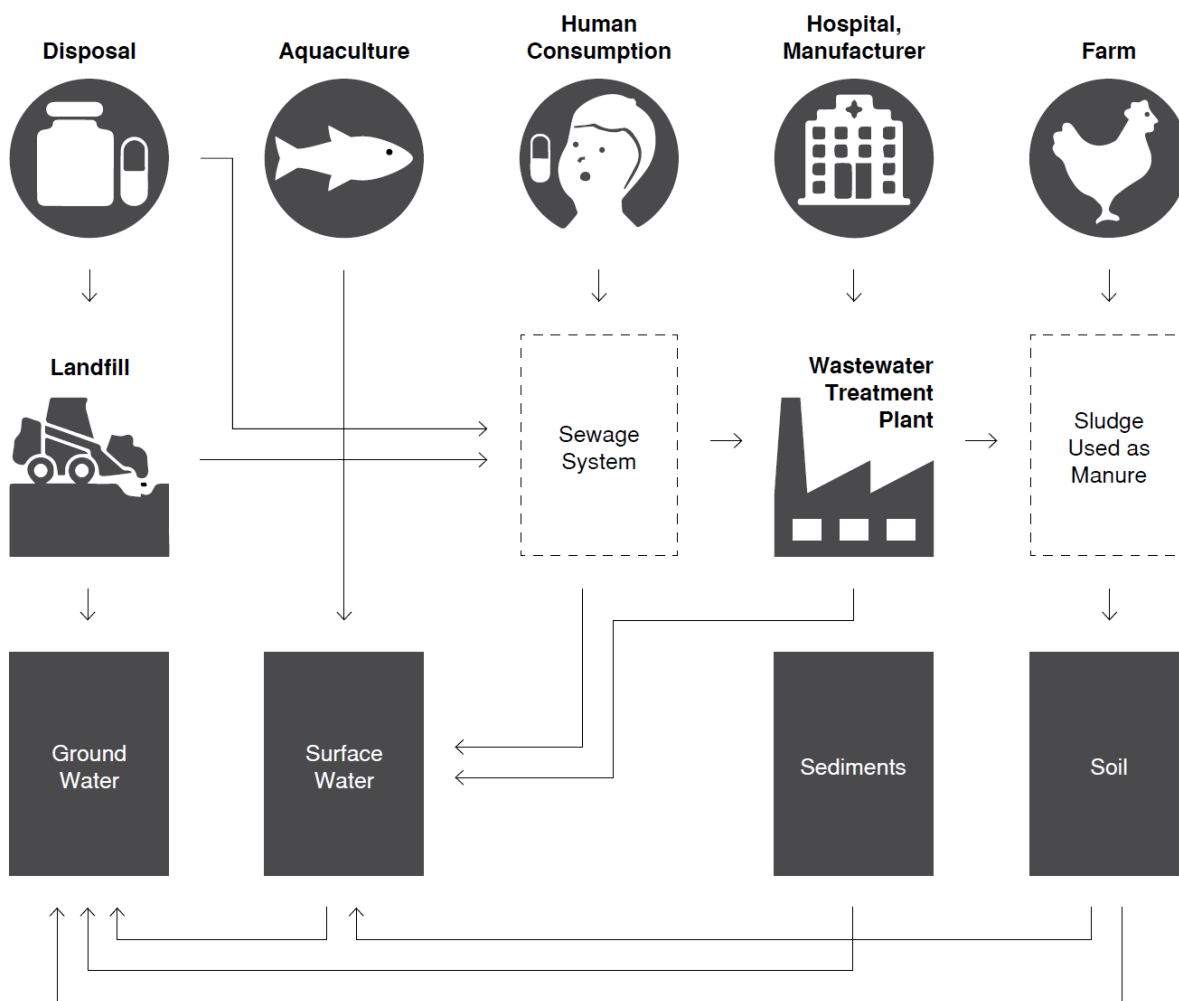 Disposal
Aquaculture
Human
Consumption
Hospital,
Manufacturer
Farm
Landfill
Sewage
System
Wastewater
Treatment
Plant
Sludge
Used as
Manure
Ground
Water
Surface
Water
Sediments
Soil